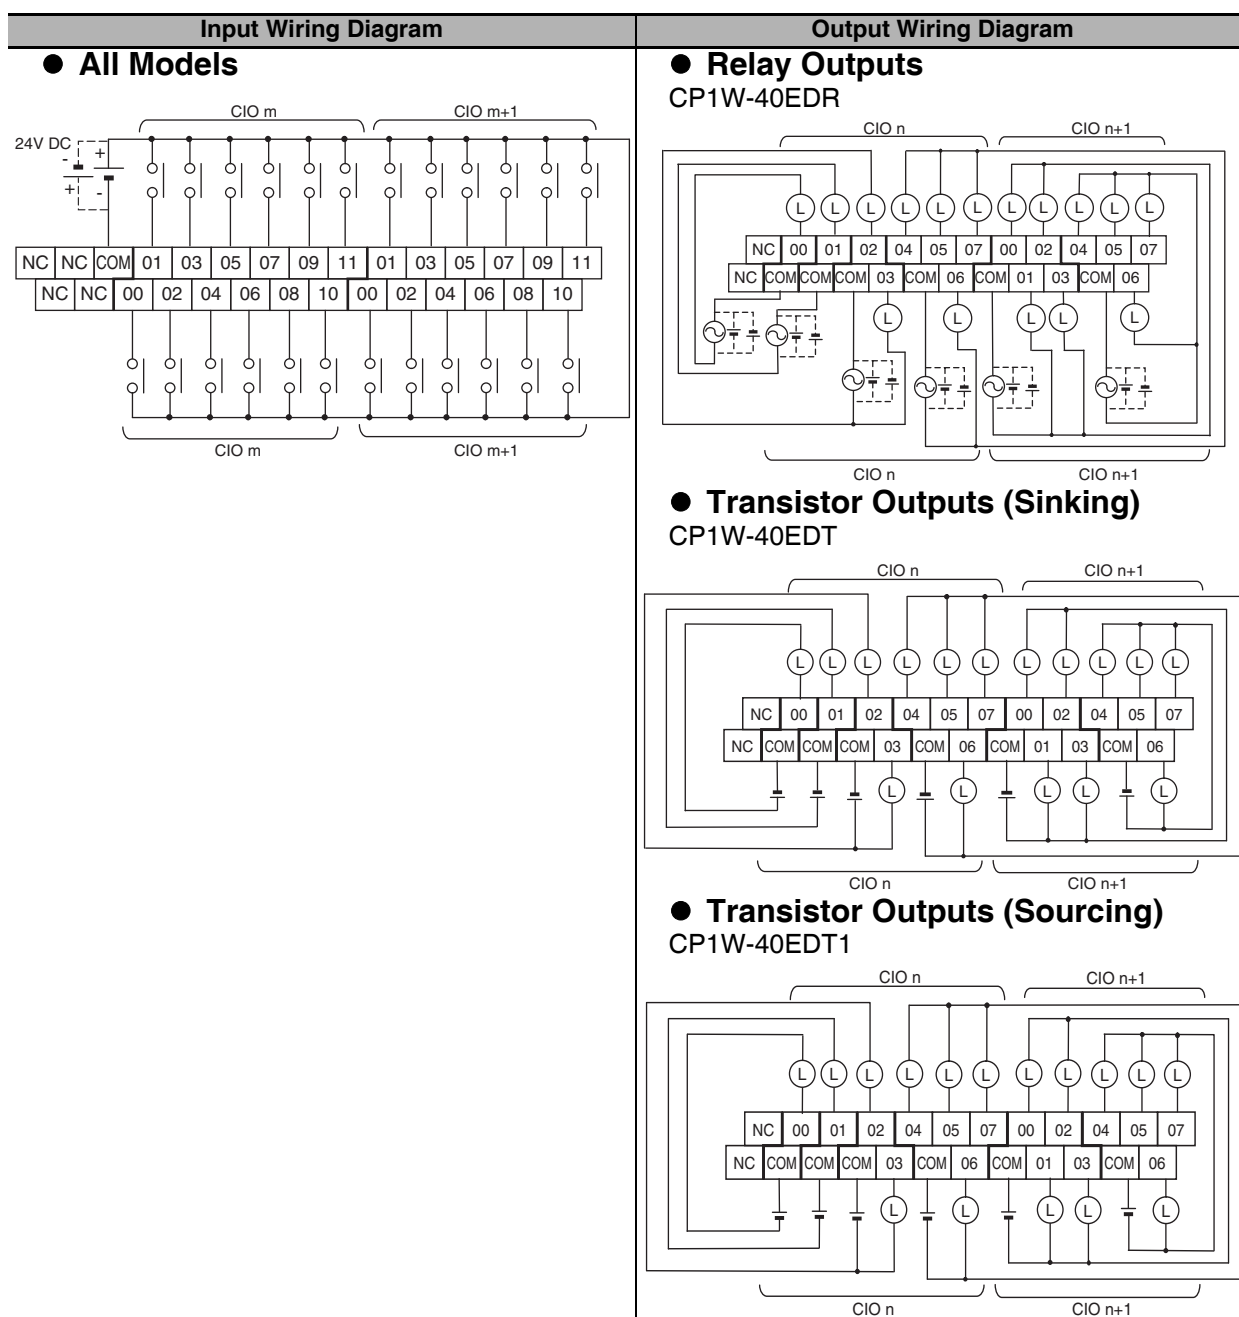 Input Wiring Diagram
Output Wiring Diagram
● All Models
CIO m CIO m+1
24V DC
- +
+ -
NC NC COM 01 03 05 07 09 11 01 03 05 07 09 11
NC NC 00 02 04 06 08 10 00 02 04 06 08 10
CIO m CIO m+1
● Relay Outputs
CP1W-40EDR
CIO n CIO n+1
L L L L L L L L L L L
NC 00 01 02 04 05 07 00 02 04 05 07
NC COM COM COM 03 COM 06 COM 01 03 COM 06
L L L L L
CIO n CIO n+1
● Transistor Outputs (Sinking)
CP1W-40EDT
CIO n CIO n+1
L L L L L L L L L L L
NC 00 01 02 04 05 07 00 02 04 05 07
NC COM COM COM 03 COM 06 COM 01 03 COM 06
L L L L L
CIO n CIO n+1
● Transistor Outputs (Sourcing)
CP1W-40EDT1
CIO n CIO n+1
L L L L L L L L L L L
NC 00 01 02 04 05 07 00 02 04 05 07
NC COM COM COM 03 COM 06 COM 01 03 COM 06
L L L L L
CIO n CIO n+1